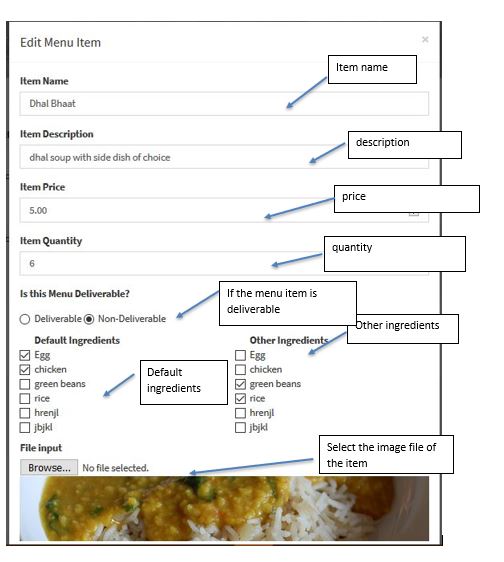 Edit Menu Item
×
Item Name
Item name
Dhal Bhaat
Item Description
description
dhal soup with side dish of choice
Item Price
price
5.00
Item Quantity
quantity
6
Is this Menu Deliverable?
If the menu item is
deliverable
Deliverable Non-Deliverable
Other ingredients
Default Ingredients
Other Ingredients
Egg
Egg
chicken
chicken
Default
ingredients
green beans
green beans
rice
rice
hrenjl
hrenjl
jbjkl
jbjkl
File input
Select the image file of
the item
Browse... No file selected.